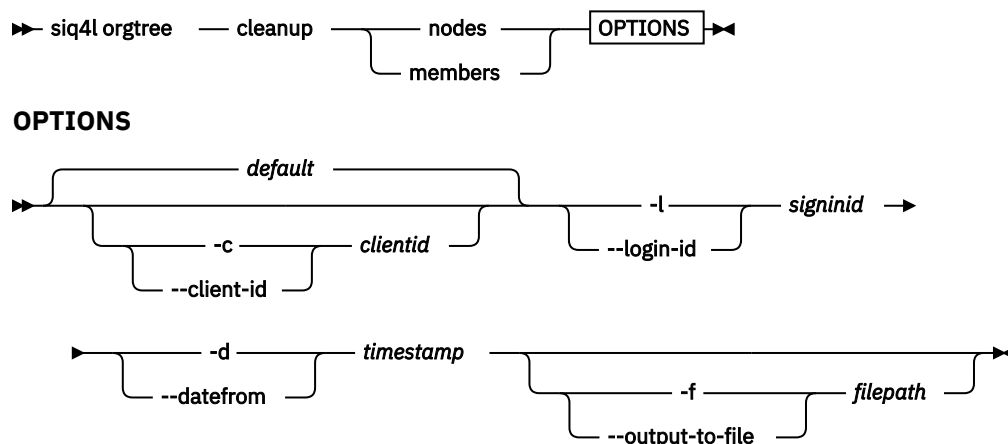 siq4l orgtree cleanup nodes OPTIONS
members
OPTIONS
default
-l signinid
-c clientid --login-id
--client-id
-d timestamp
--datefrom -f filepath
--output-to-file